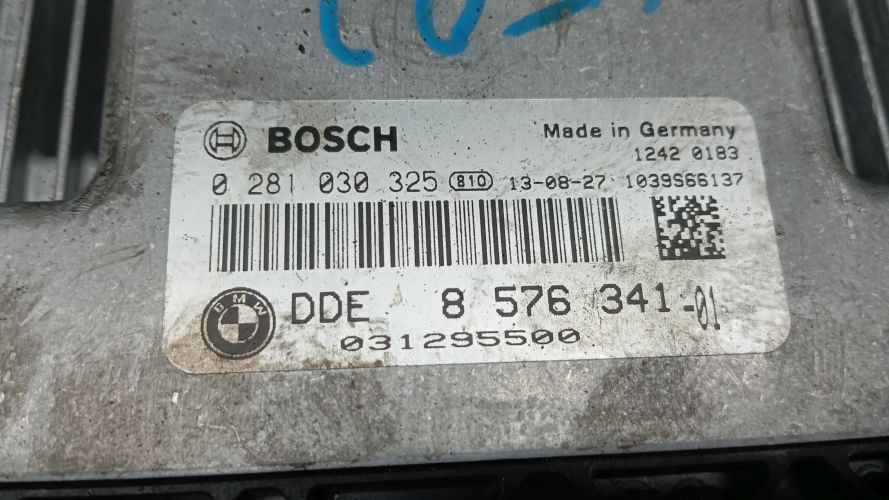 BOSCH
Made in Germany
1242 0183
0 281 030 325 810 13-08-27 1039S66137
BMW
DDE 8 576 341-01
031295500